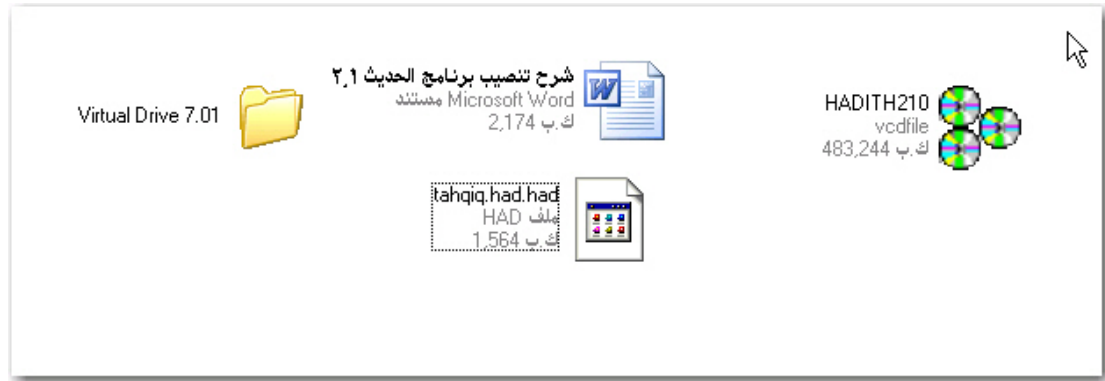 HADITH210
vcdfile
483,244 ك.ب
شرح تنصيب برنامج الحديث ٢,١
مستند Microsoft Word
2,174 ك.ب
Virtual Drive 7.01
tahqiq.had.had
ملف HAD
1,564 ك.ب